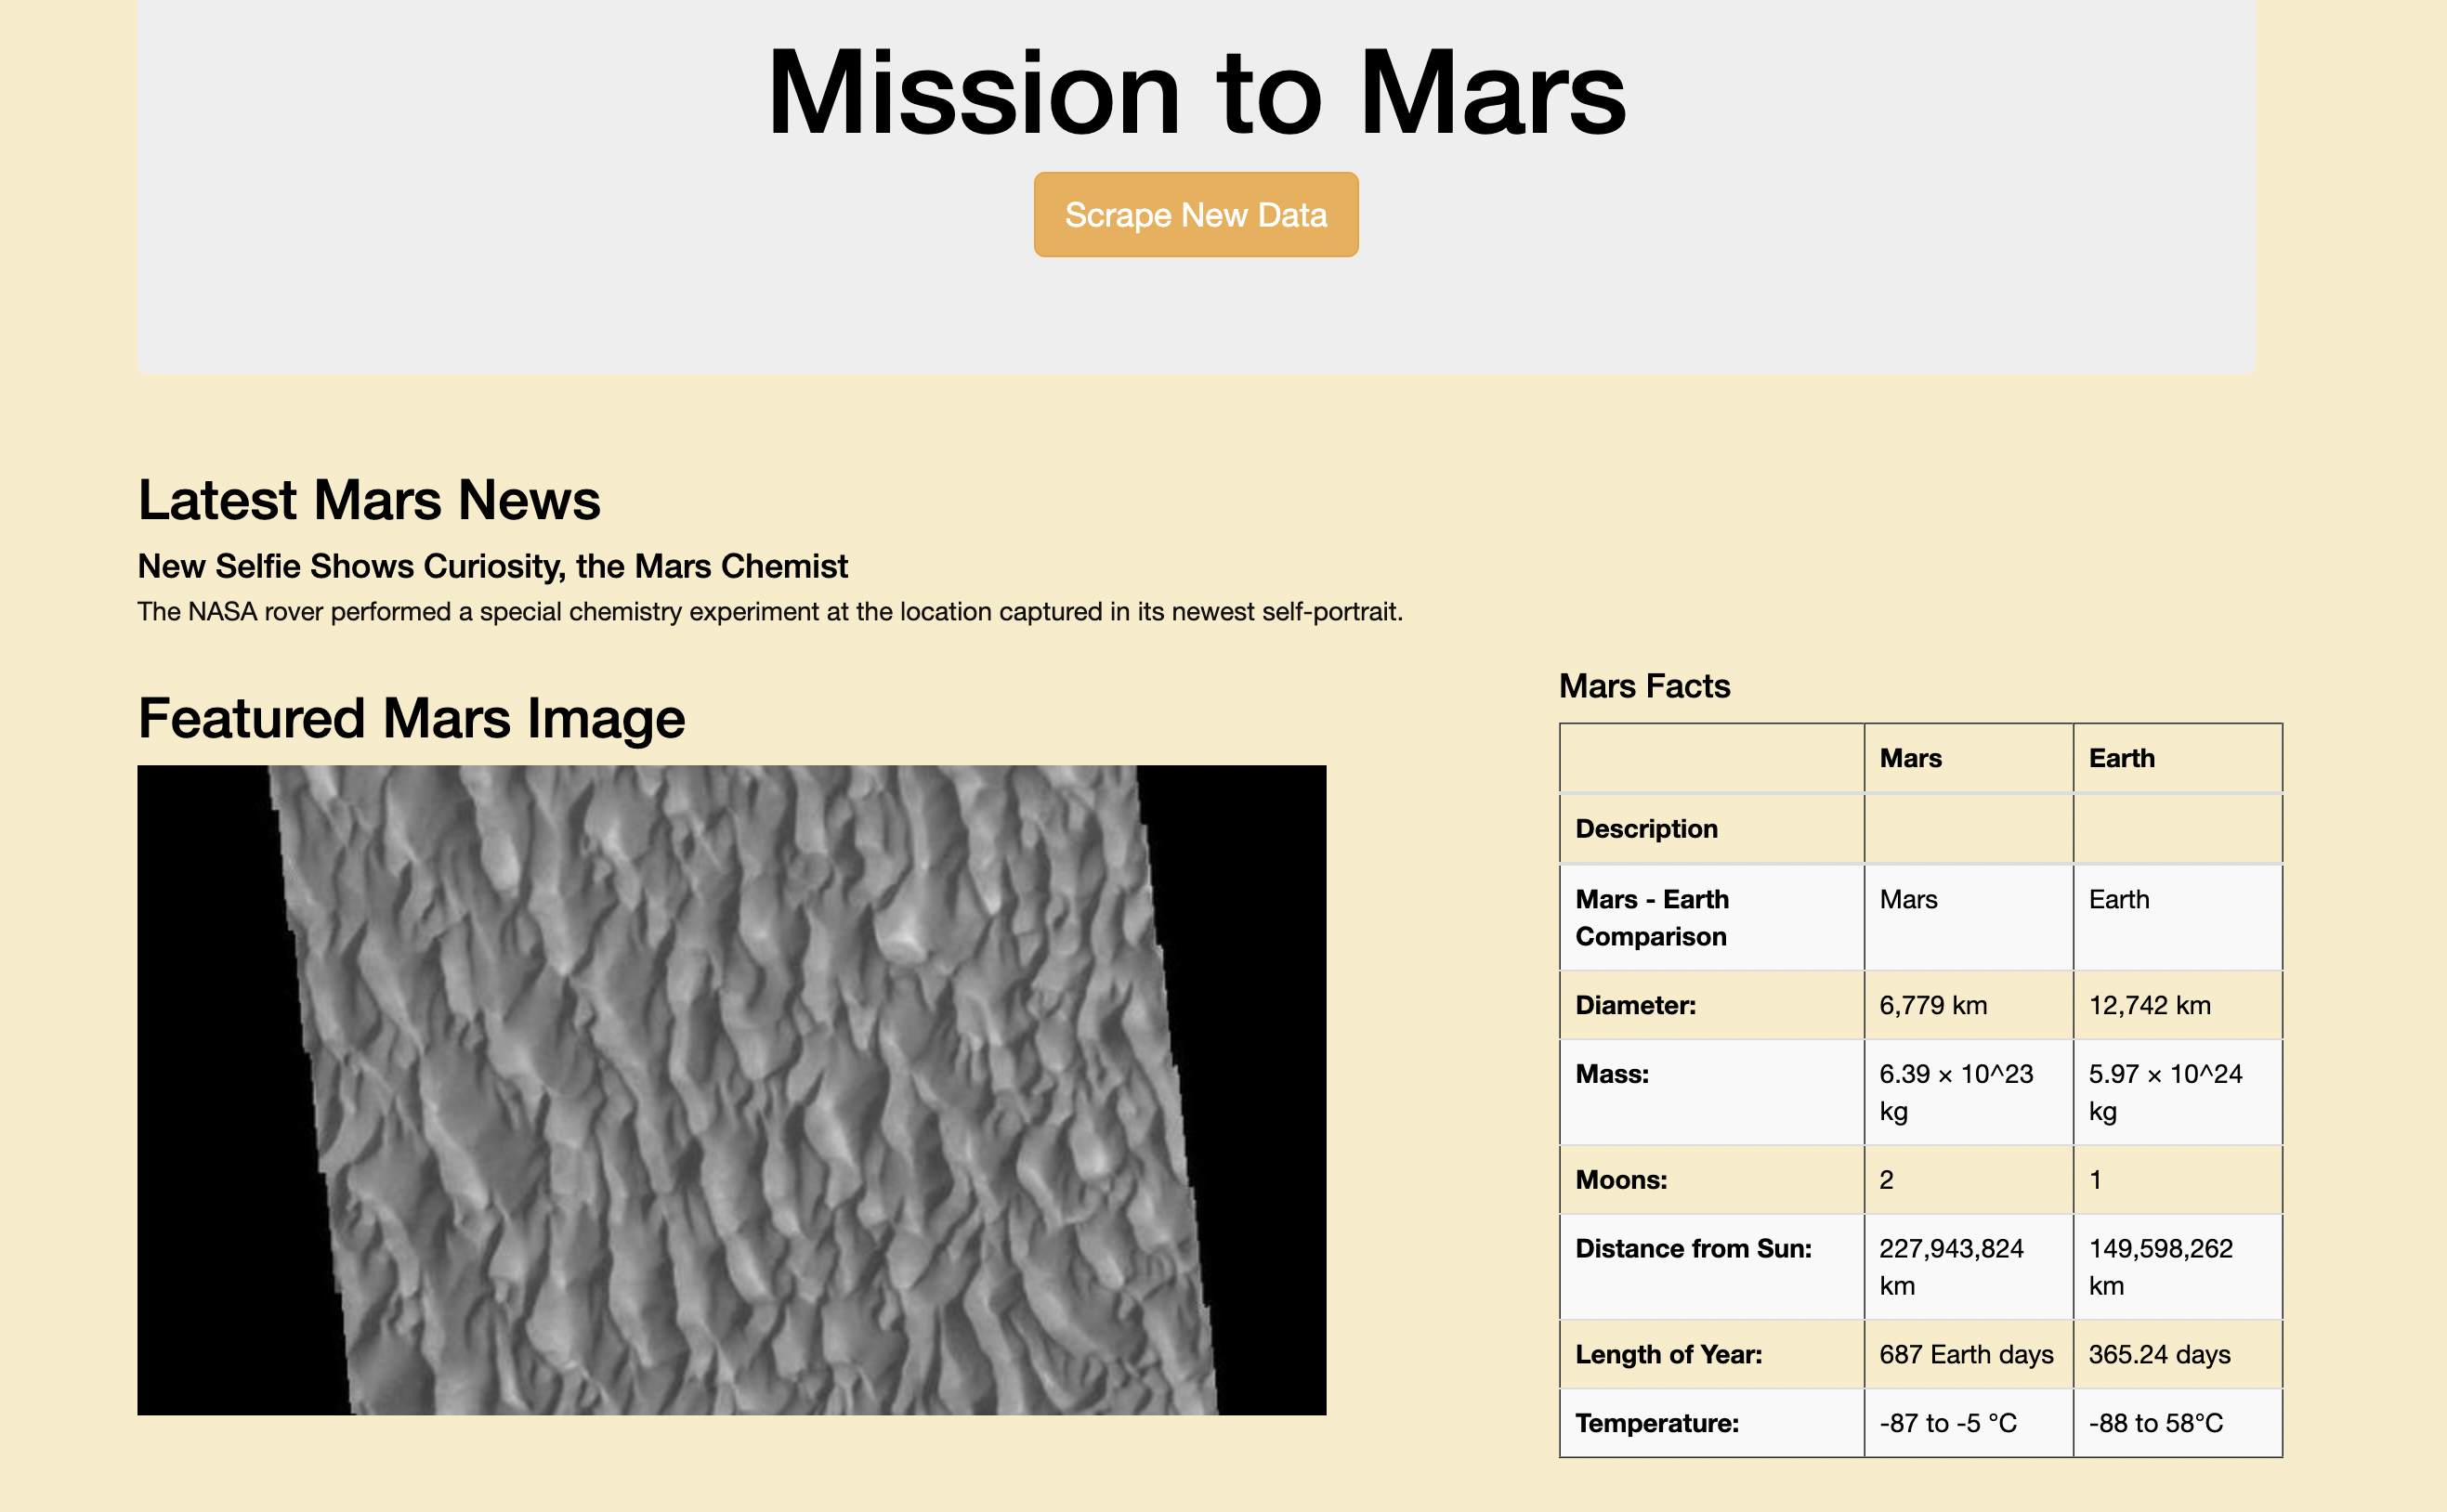 Mission to Mars
Scrape New Data
Latest Mars News
New Selfie Shows Curiosity, the Mars Chemist
The NASA rover performed a special chemistry experiment at the location captured in its newest self-portrait.
Featured Mars Image
Mars Facts
Mars Earth
Description
Mars - Earth Comparison Mars Earth
Diameter: 6,779 km 12,742 km
Mass: 6.39 × 10^23 kg 5.97 × 10^24 kg
Moons: 2 1
Distance from Sun: 227,943,824 km 149,598,262 km
Length of Year: 687 Earth days 365.24 days
Temperature: -87 to -5 °C -88 to 58°C